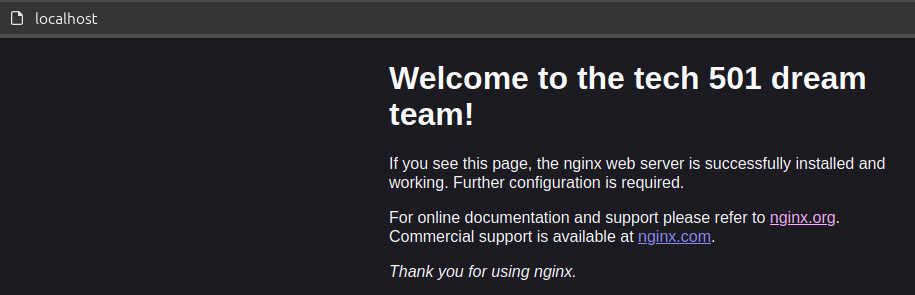 localhost
Welcome to the tech 501 dream
team!
If you see this page, the nginx web server is successfully installed and
working. Further configuration is required.
For online documentation and support please refer to nginx.org.
Commercial support is available at nginx.com.
Thank you for using nginx.